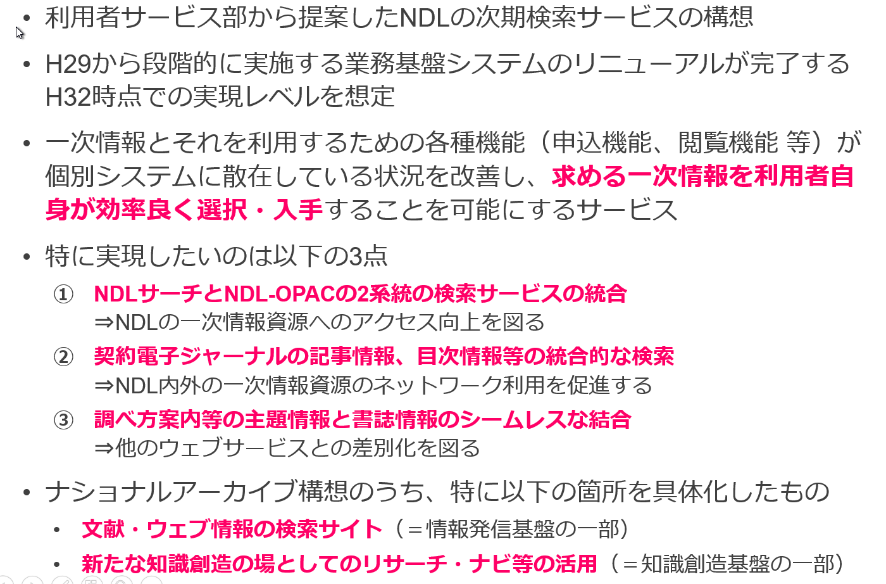 • 利用者サービス部から提案したNDLの次期検索サービスの構想
• H29から段階的に実施する業務基盤システムのリニューアルが完了する
H32時点での実現レベルを想定
• 一次情報とそれを利用するための各種機能（申込機能、閲覧機能 等）が
個別システムに散在している状況を改善し、求める一次情報を利用者自
身が効率良く選択・入手することを可能にするサービス
• 特に実現したいのは以下の3点
① NDLサーチとNDL-OPACの2系統の検索サービスの統合
⇒NDLの一次情報資源へのアクセス向上を図る
② 契約電子ジャーナルの記事情報、目次情報等の統合的な検索
⇒NDL内外の一次情報資源のネットワーク利用を促進する
③ 調べ方案内等の主題情報と書誌情報のシームレスな結合
⇒他のウェブサービスとの差別化を図る
• ナショナルアーカイブ構想のうち、特に以下の箇所を具体化したもの
• 文献・ウェブ情報の検索サイト（＝情報発信基盤の一部）
• 新たな知識創造の場としてのリサーチ・ナビ等の活用（＝知識創造基盤の一部）